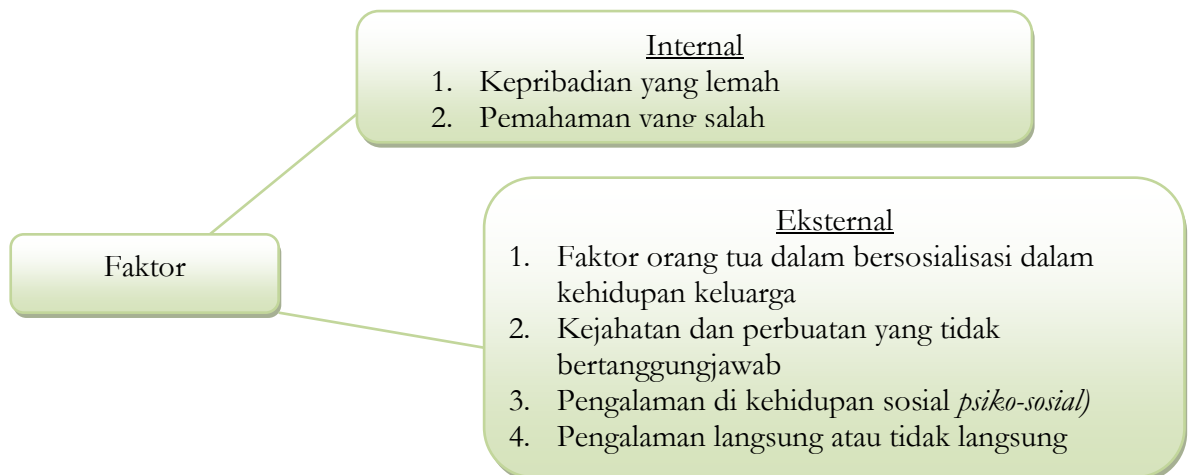 Internal
1. Kepribadian yang lemah
2. Pemahaman yang salah
Faktor
Eksternal
1. Faktor orang tua dalam bersosialisasi dalam
kehidupan keluarga
2. Kejahatan dan perbuatan yang tidak
bertanggungjawab
3. Pengalaman di kehidupan sosial psiko-sosial)
4. Pengalaman langsung atau tidak langsung